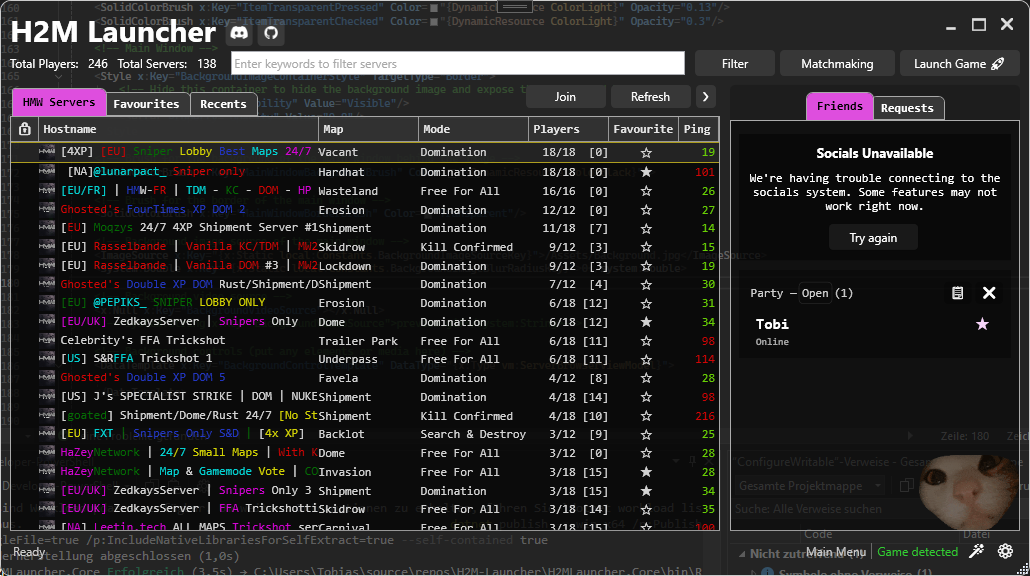 H2M Launcher
Total Players: 246 Total Servers: 138
Enter keywords to filter servers
Filter
Matchmaking
Launch Game
HMW Servers
Favourites
Recents
Join
Refresh
Hostname Map Mode Players Favourite Ping
[4XP] [EU] Sniper Lobby Best Maps 24/7 Vacant Domination 18/18 [0] 19
[NA]@lunarpact_ Sniper only Hardhat Domination 18/18 [0] 101
[EU/FR] | HMW-FR | TDM - KC - DOM - HP Wasteland Free For All 16/16 [0] 26
Ghosted's FourTimes XP DOM 2 Erosion Domination 12/12 [0] 27
[EU] Moqzys 24/7 4XP Shipment Server #1 Shipment Domination 11/18 [7] 14
[EU] Rasselbande | Vanilla KC/TDM | MW2 Skidrow Kill Confirmed 9/12 [3] 15
[EU] Rasselbande | Vanilla DOM #3 | MW2 Lockdown Domination 9/12 [3] 19
Ghosted's Double XP DOM Rust/Shipment/D Shipment Domination 7/12 [4] 30
[EU] @PEPIKS_ SNIPER LOBBY ONLY Erosion Domination 6/18 [12] 31
[EU/UK] ZedkaysServer | Snipers Only Dome Domination 6/18 [12] 34
Celebrity's FFA Trickshot Trailer Park Free For All 6/18 [11] 98
[US] S&RFFA Trickshot 1 Underpass Free For All 6/18 [11] 114
Ghosted's Double XP DOM 5 Favela Domination 4/12 [8] 28
[US] J's SPECIALIST STRIKE | DOM | NUKE Shipment Domination 4/18 [14] 98
[goated] Shipment/Dome/Rust 24/7 [No St Shipment Kill Confirmed 4/18 [10] 216
[EU] FXT | Snipers Only S&D | [4x XP] Backlot Search & Destroy 3/12 [9] 25
HaZeyNetwork | 24/7 Small Maps | With K Dome Free For All 3/12 [0] 28
HaZeyNetwork | Map & Gamemode Vote | CO Invasion Free For All 3/18 [15] 28
[EU/UK] ZedkaysServer | Snipers Only 3 Shipment Domination 3/18 [15] 34
[EU/UK] ZedkaysServer | FFA Trickshotti Skidrow Free For All 3/18 [14] 35
[NA] Leetip.tech ALL MAPS Trickshot ser Carnival Free For All 3/18 [15] 100
Friends
Requests
Socials Unavailable
We're having trouble connecting to the
socials system. Some features may not
work right now.
Try again
Party – Open (1)
Tobi
Online
Zeile: 180
Gesamte Projektmappe
Suche: Alle Verweise suchen
Code
Datei
Ready
Main Menu
Game detected